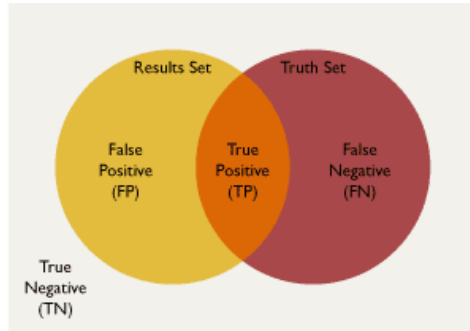 Results Set
Truth Set
False
Positive
(FP)
True
Positive
(TP)
False
Negative
(FN)
True
Negative
(TN)